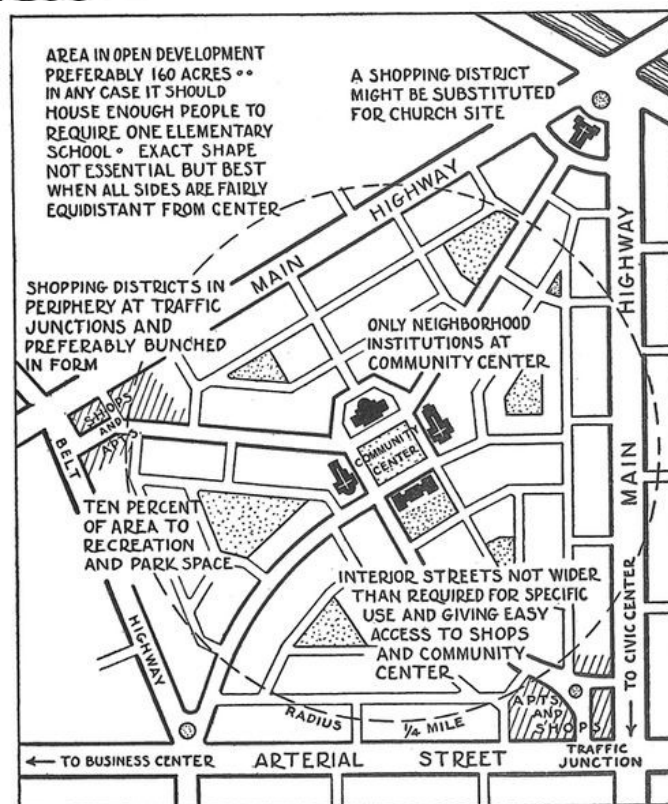 AREA IN OPEN DEVELOPMENT
PREFERABLY 160 ACRES ••
IN ANY CASE IT SHOULD
HOUSE ENOUGH PEOPLE TO
REQUIRE ONE ELEMENTARY
SCHOOL • EXACT SHAPE
NOT ESSENTIAL BUT BEST
WHEN ALL SIDES ARE FAIRLY
EQUIDISTANT FROM CENTER
A SHOPPING DISTRICT
MIGHT BE SUBSTITUTED
FOR CHURCH SITE
MAIN HIGHWAY
SHOPPING DISTRICTS IN
PERIPHERY AT TRAFFIC
JUNCTIONS AND
PREFERABLY BUNCHED
IN FORM
ONLY NEIGHBORHOOD
INSTITUTIONS AT
COMMUNITY CENTER
SHOPS
AND
APTS
COMMUNITY
CENTER
BELT HIGHWAY
MAIN HIGHWAY
TEN PERCENT
OF AREA TO
RECREATION
AND PARK SPACE
INTERIOR STREETS NOT WIDER
THAN REQUIRED FOR SPECIFIC
USE AND GIVING EASY
ACCESS TO SHOPS
AND COMMUNITY
CENTER
→ TO CIVIC CENTER
APTS
AND
SHOPS
RADIUS 1/4 MILE
← TO BUSINESS CENTER
ARTERIAL STREET
TRAFFIC
JUNCTION